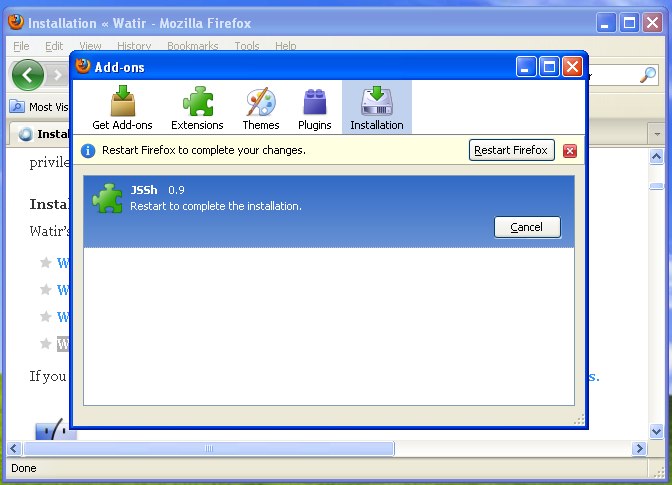 Installation « Watir - Mozilla Firefox
File Edit View History Bookmarks Tools Help
Add-ons
Get Add-ons Extensions Themes Plugins Installation
Restart Firefox to complete your changes. Restart Firefox
JSSh 0.9
Restart to complete the installation.
Cancel
Most Vis
Insta
privile
Instal
Watir's
W
W
W
W
If you
s.
Done